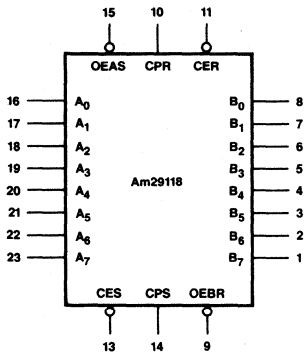 15 10 11
OEAS CPR CER
16 A0 B0 8
17 A1 B1 7
18 A2 B2 6
19 A3 B3 5
20 A4 Am29118 B4 4
21 A5 B5 3
22 A6 B6 2
23 A7 B7 1
CES CPS OEBR
13 14 9